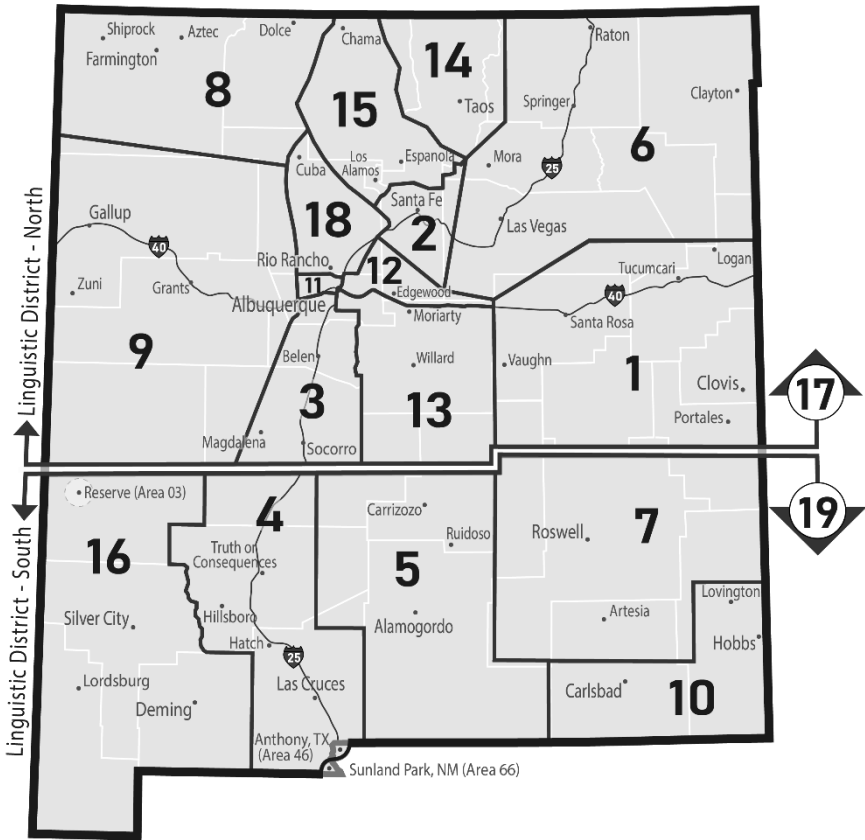 Shiprock
Aztec
Dolce
Chama
Raton
Farmington
14
8
15
Taos
Springer
Clayton
6
Cuba
Los
Alamos
Espanola
Mora
25
Linguistic District - North
Gallup
18
Santa Fe
2
Las Vegas
40
Rio Rancho
12
Logan
Tucumcari
Zuni
Grants
11
Edgewood
40
Albuquerque
Moriarty
Santa Rosa
9
Belen
Willard
Vaughn
1
Clovis
17
3
13
Portales
Magdalena
Socorro
Reserve (Area 03)
4
Carrizozo
19
Linguistic District - South
16
Truth or
Consequences
Ruidoso
Roswell
7
5
Lovington
Silver City
Hillsboro
Alamogordo
Artesia
Hatch
25
Hobbs
Lordsburg
Las Cruces
Carlsbad
10
Deming
Anthony, TX
(Area 46)
Sunland Park, NM (Area 66)